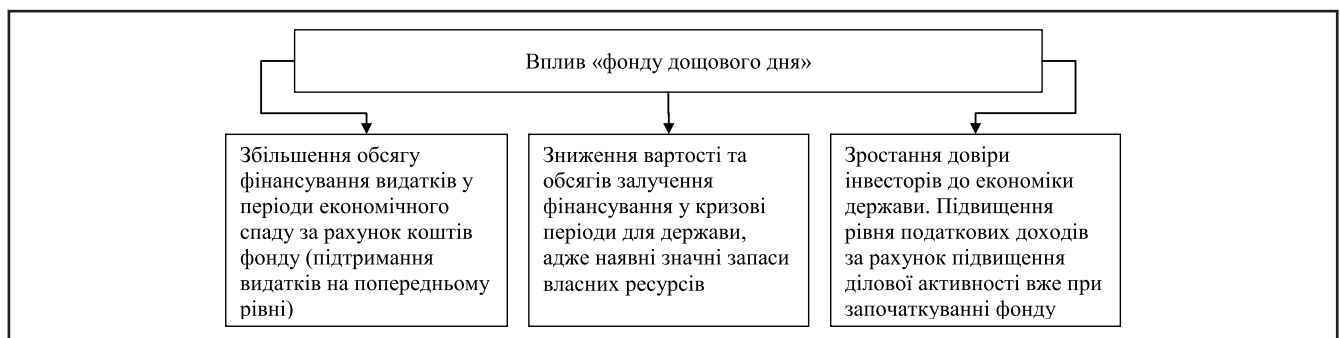 Вплив «фонду дощового дня»
Збільшення обсягу
фінансування видатків у
періоди економічного
спаду за рахунок коштів
фонду (підтримання
видатків на попередньому
рівні)
Зниження вартості та
обсягів залучення
фінансування у кризові
періоди для держави,
адже наявні значні запаси
власних ресурсів
Зростання довіри
інвесторів до економіки
держави. Підвищення
рівня податкових доходів
за рахунок підвищення
ділової активності вже при
започаткуванні фонду